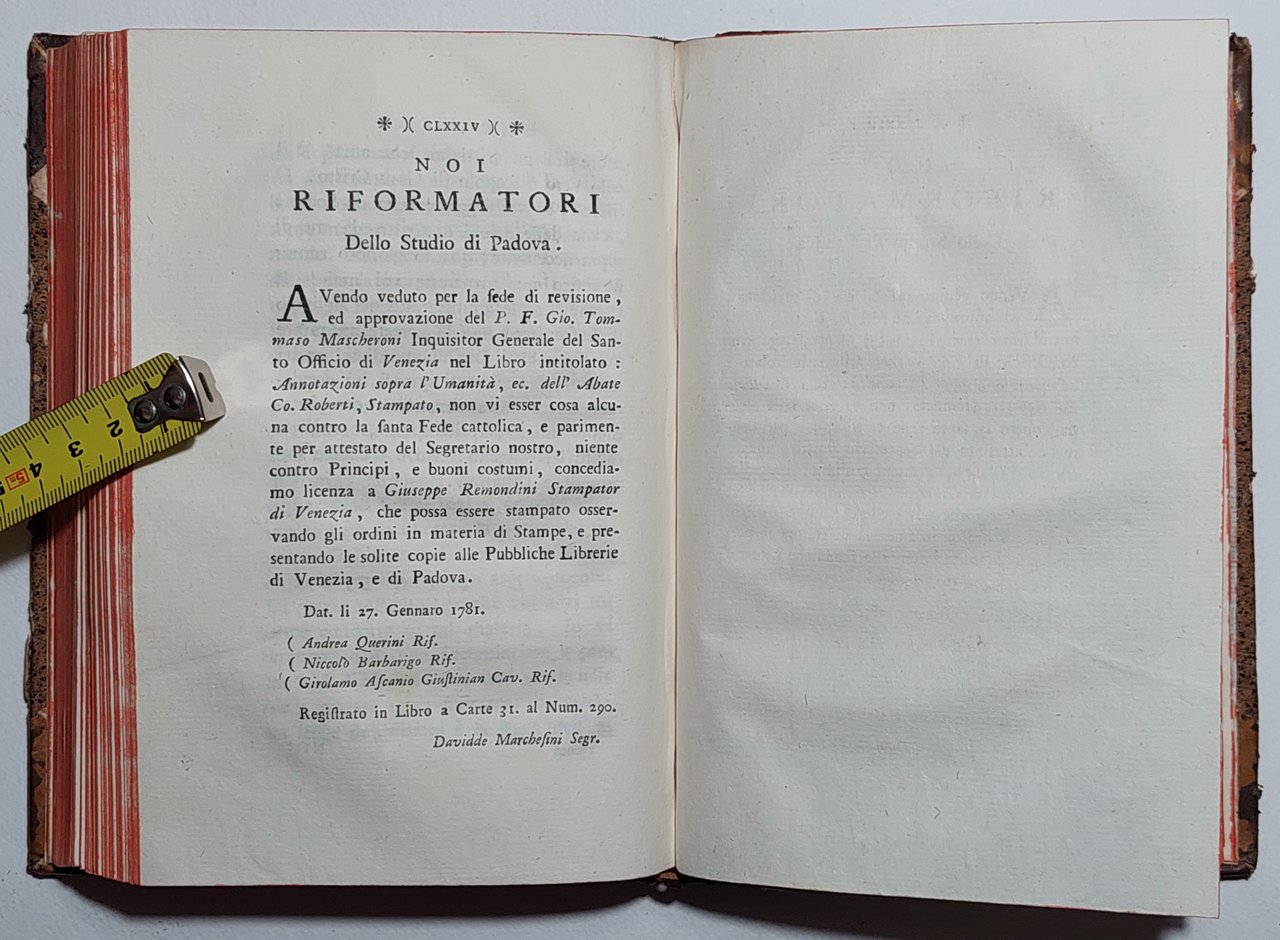 ❋ )( CLXXIV )( ❋
NOI
RIFORMATORI
Dello Studio di Padova.
AVendo veduto per la fede di revisione,
ed approvazione del P. F. Gio. Tom-
maso Mascheroni Inquisitor Generale del San-
to Officio di Venezia nel Libro intitolato:
Annotazioni sopra l'Umanità, ec. dell' Abate
Co. Roberti, Stampato, non vi esser cosa alcu-
na contro la ſanta Fede cattolica, e parimen-
te per attestato del Segretario nostro, niente
contro Principi, e buoni costumi, concedia-
mo licenza a Giuseppe Remondini Stampator
di Venezia, che possa essere stampato osser-
vando gli ordini in materia di Stampe, e pre-
sentando le solite copie alle Pubbliche Librerie
di Venezia, e di Padova.
Dat. li 27. Gennaro 1781.
( Andrea Querini Rif.
( Niccolò Barbarigo Rif.
( Girolamo Aſcanio Giuſtinian Cav. Rif.
Regiſtrato in Libro a Carte 31. al Num. 290.
Davidde Marcheſini Segr.
2
3
4
5